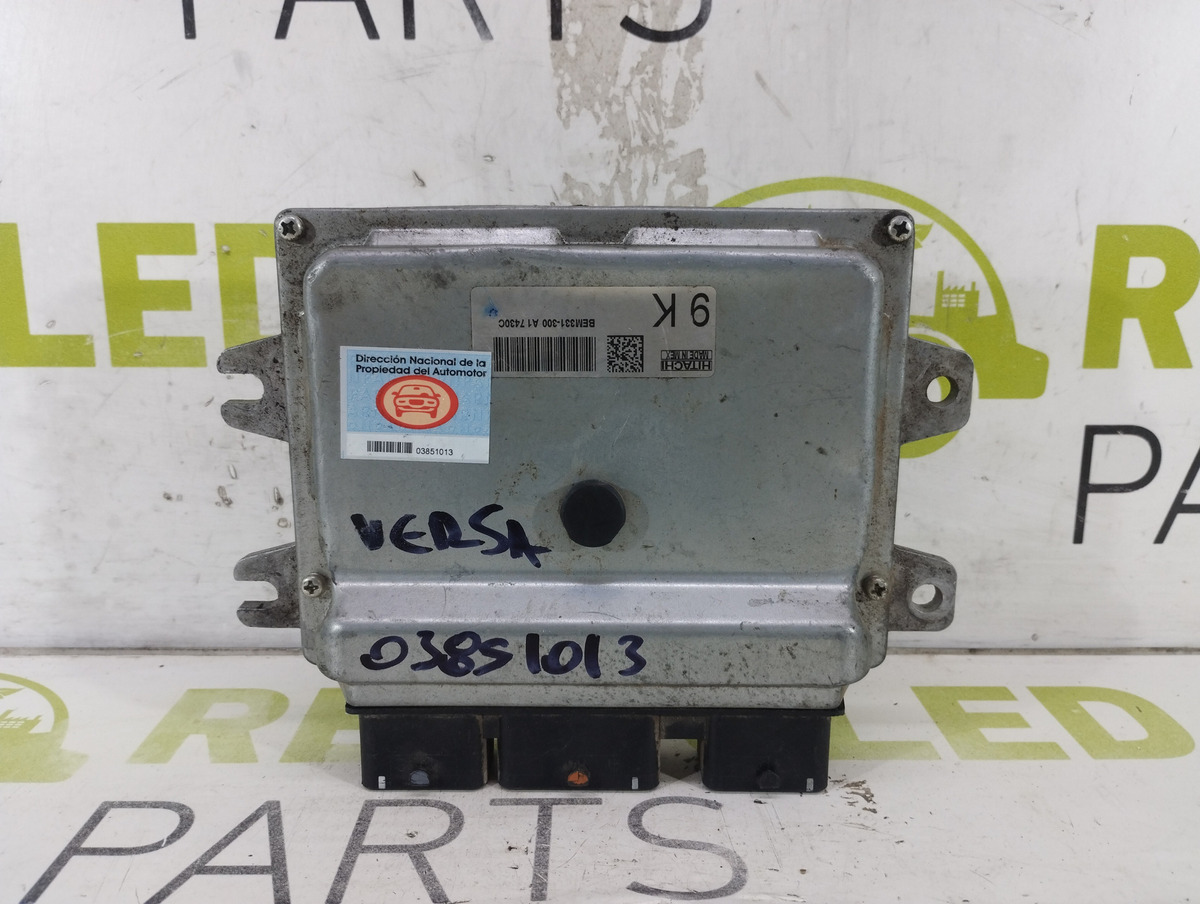 PARTS
LED
R
9 K
BEM331-300 A1 7430C
HITACHI
MADE IN MEX
Dirección Nacional de la
Propiedad del Automotor
03851013
PA
VERSA
03851013
RE
LED
PARTS